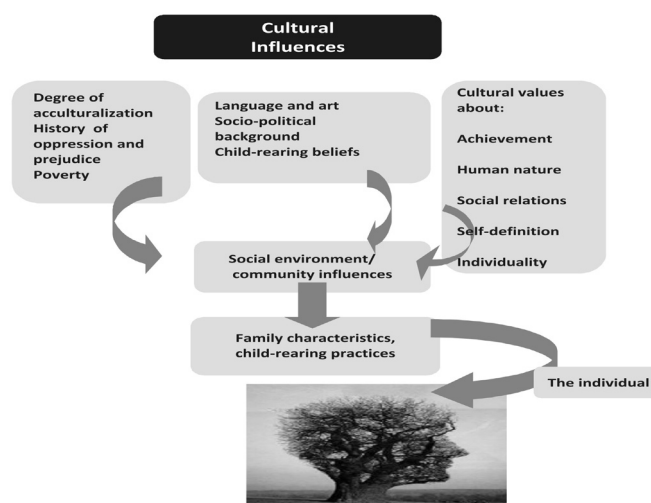 Cultural
Influences
Degree of
acculturalization
History of
oppression and
prejudice
Poverty
Language and art
Socio-political
background
Child-rearing beliefs
Cultural values
about:
Achievement
Human nature
Social relations
Self-definition
Individuality
Social environment/
community influences
Family characteristics,
child-rearing practices
The individual